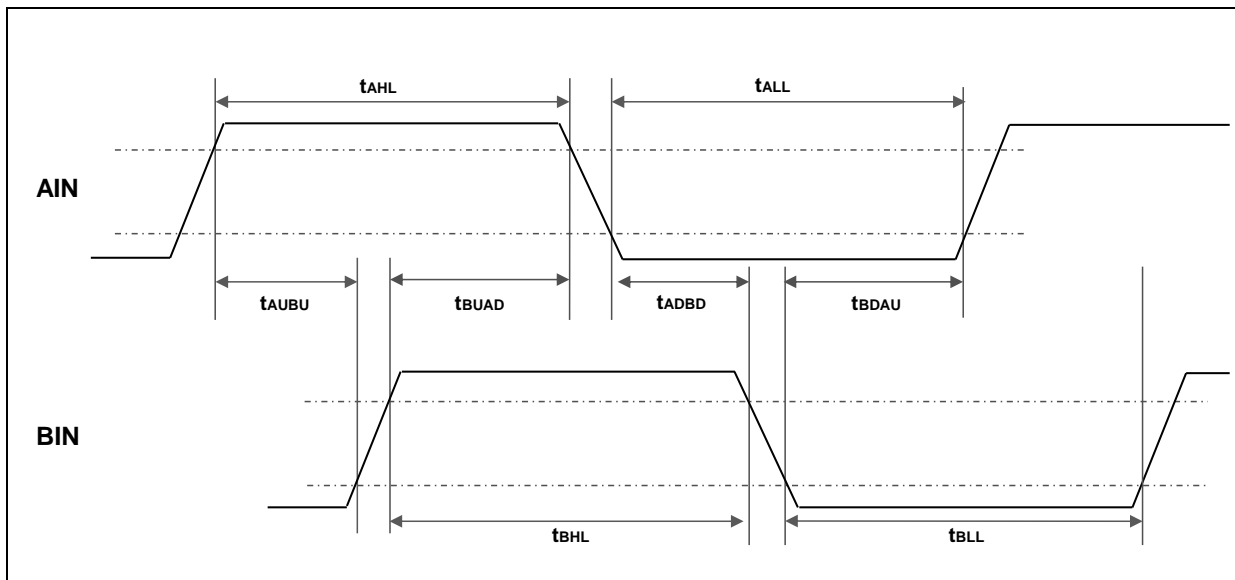 tAHL
tALL
AIN
tAUBU
tBUAD
tADBD
tBDAU
BIN
tBHL
tBLL